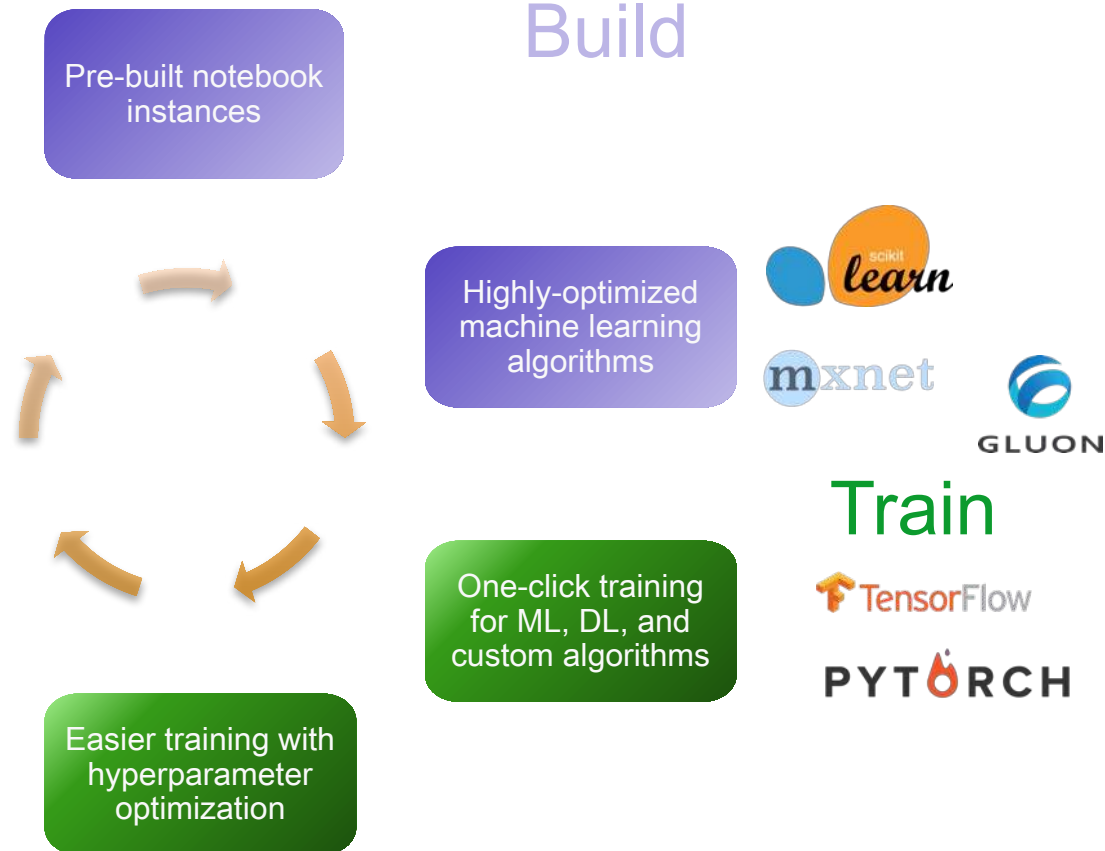 Build
Pre-built notebook
instances
Highly-optimized
machine learning
algorithms
scikit
learn
mxnet
GLUON
Train
One-click training
for ML, DL, and
custom algorithms
TensorFlow
PYTORCH
Easier training with
hyperparameter
optimization